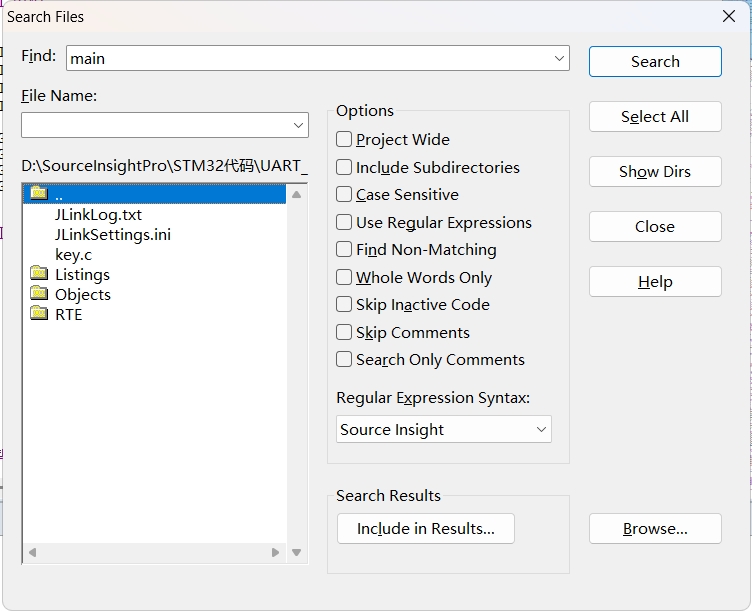 Search Files
Find:
main
Search
File Name:
Select All
D:\SourceInsightPro\STM32代码\UART_
Show Dirs
..
JLinkLog.txt
JLinkSettings.ini
key.c
Listings
Objects
RTE
Options
Project Wide
Include Subdirectories
Case Sensitive
Use Regular Expressions
Find Non-Matching
Whole Words Only
Skip Inactive Code
Skip Comments
Search Only Comments
Regular Expression Syntax:
Source Insight
Close
Help
Search Results
Include in Results...
Browse...